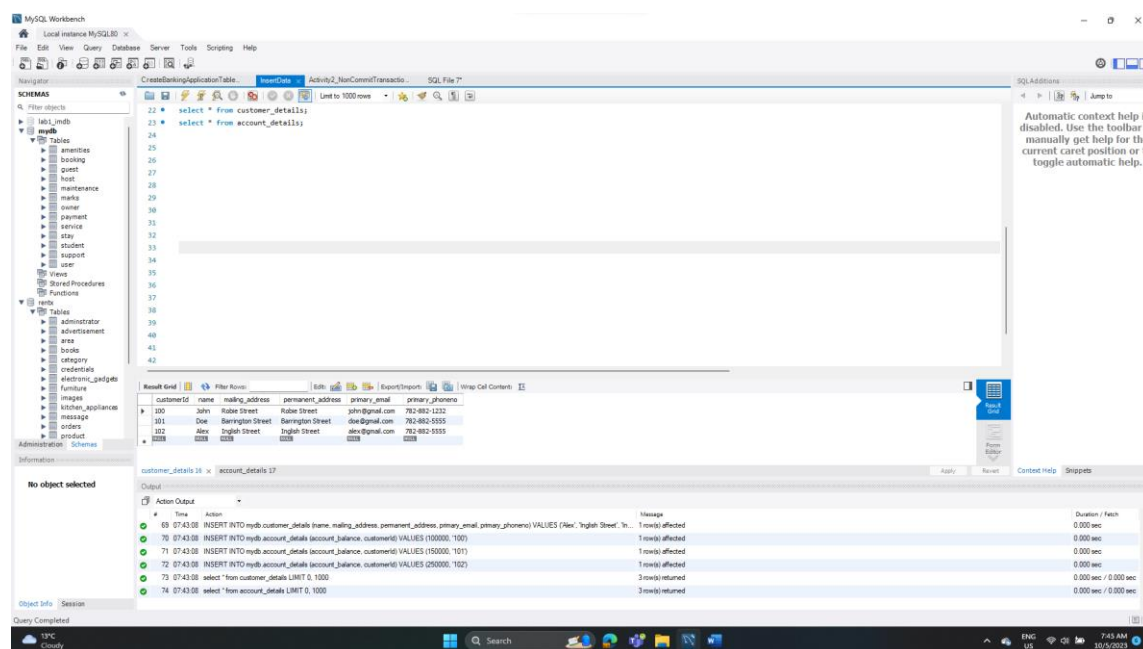 MySQL Workbench
Local instance MySQL80
File Edit View Query Database Server Tools Scripting Help
Navigator
SCHEMAS
Filter objects
lab1_imdb
mydb
Tables
amenities
booking
guest
host
maintenance
marks
owner
payment
service
stay
student
support
user
Views
Stored Procedures
Functions
rentx
Tables
adminstrator
advertisement
area
books
category
credentials
electronic_gadgets
furniture
images
kitchen_appliances
message
orders
product
Administration Schemas
Information
No object selected
Object Info Session
Query Completed
CreateBankingApplicationTable.. InsertData Activity2_NonCommitTransactio.. SQL File 7*
Limit to 1000 rows
22 select * from customer_details;
23 select * from account_details;
24
25
26
27
28
29
30
31
32
33
34
35
36
37
38
39
40
41
42
Result Grid Filter Rows: Edit: Export/Import: Wrap Cell Content:
customerId name mailing_address permanent_address primary_email primary_phoneno
100 John Robie Street Robie Street john@gmail.com 782-882-1232
101 Doe Barrington Street Barrington Street doe@gmail.com 782-882-5555
102 Alex Inglish Street Inglish Street alex@gmail.com 782-882-5555
NULL NULL NULL NULL NULL NULL
Result Grid
Form Editor
customer_details 16 account_details 17
Apply Revert
Output
Action Output
# Time Action Message Duration / Fetch
69 07:43:08 INSERT INTO mydb.customer_details (name, mailing_address, permanent_address, primary_email, primary_phoneno) VALUES ('Alex', 'Inglish Street', 'In... 1 row(s) affected 0.000 sec
70 07:43:08 INSERT INTO mydb.account_details (account_balance, customerId) VALUES (100000, '100') 1 row(s) affected 0.000 sec
71 07:43:08 INSERT INTO mydb.account_details (account_balance, customerId) VALUES (150000, '101') 1 row(s) affected 0.000 sec
72 07:43:08 INSERT INTO mydb.account_details (account_balance, customerId) VALUES (250000, '102') 1 row(s) affected 0.000 sec
73 07:43:08 select * from customer_details LIMIT 0, 1000 3 row(s) returned 0.000 sec / 0.000 sec
74 07:43:08 select * from account_details LIMIT 0, 1000 3 row(s) returned 0.000 sec / 0.000 sec
SQLAdditions
Jump to
Automatic context help i
disabled. Use the toolbar
manually get help for th
current caret position or t
toggle automatic help.
Context Help Snippets
13°C
Cloudy
Search
ENG
US
7:45 AM
10/5/2023